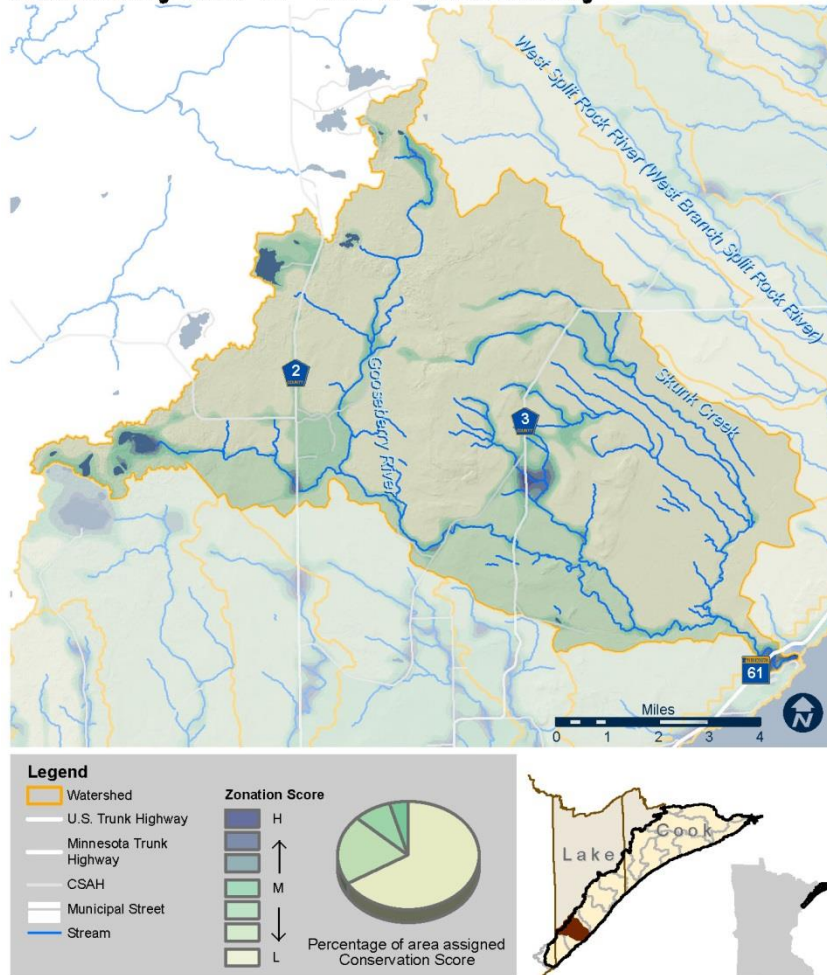 West Split Rock River (West Branch Split Rock River)
2
COUNTY
Gooseberry River
3
COUNTY
Skunk Creek
61
Miles
0 1 2 3 4
N
Legend
Watershed
U.S. Trunk Highway
Minnesota Trunk
Highway
CSAH
Municipal Street
Stream
Zonation Score
H
M
L
Percentage of area assigned
Conservation Score
Lake
Cook